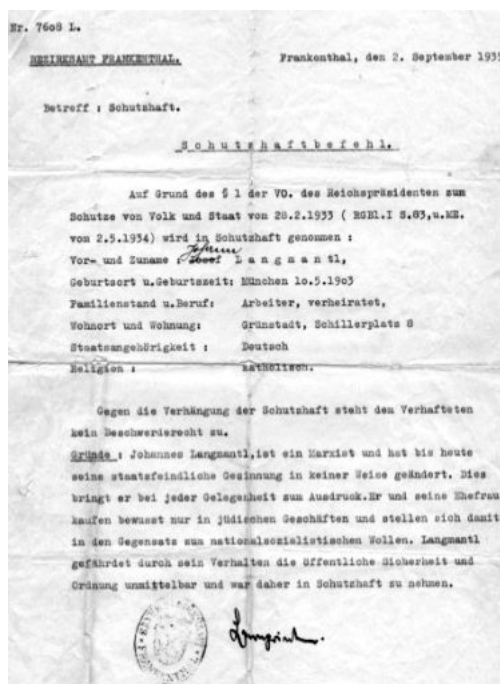 Nr. 7608 L.
BEZIRKSAMT FRANKENTHAL.
Frankenthal, den 2. September 1935
Betreff : Schutzhaft.
Schutzhaftbefehl.
Auf Grund des § 1 der VO. des Reichspräsidenten zum
Schutze von Volk und Staat vom 28.2.1933 ( RGBl.I S.83,u.ME.
vom 2.5.1934) wird in Schutzhaft genommen :
Johann
Vor- und Zuname : Josef Langmantl,
Geburtsort u.Geburtszeit: München 10.5.1903
Familienstand u.Beruf: Arbeiter, verheiratet,
Wohnort und Wohnung: Grünstadt, Schillerplatz 8
Staatsangehörigkeit : Deutsch
Religion : katholisch.
Gegen die Verhängung der Schutzhaft steht dem Verhafteten
kein Beschwerderecht zu.
Gründe : Johannes Langmantl,ist ein Marxist und hat bis heute
seine staatsfeindliche Gesinnung in keiner Weise geändert. Dies
bringt er bei jeder Gelegenheit zum Ausdruck.Er und seine Ehefrau
kaufen bewusst nur in jüdischen Geschäften und stellen sich damit
in den Gegensatz zum nationalsozialistischen Wollen. Langmantl
gefährdet durch sein Verhalten die öffentliche Sicherheit und
Ordnung unmittelbar und war daher in Schutzhaft zu nehmen.